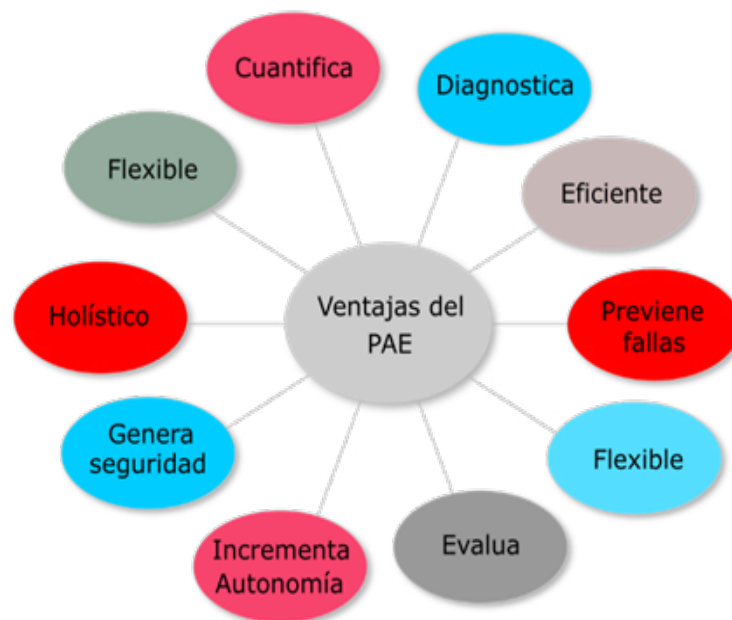 Cuantifica
Diagnostica
Flexible
Eficiente
Holístico
Ventajas del
PAE
Previene
fallas
Genera
seguridad
Flexible
Incrementa
Autonomía
Evalua